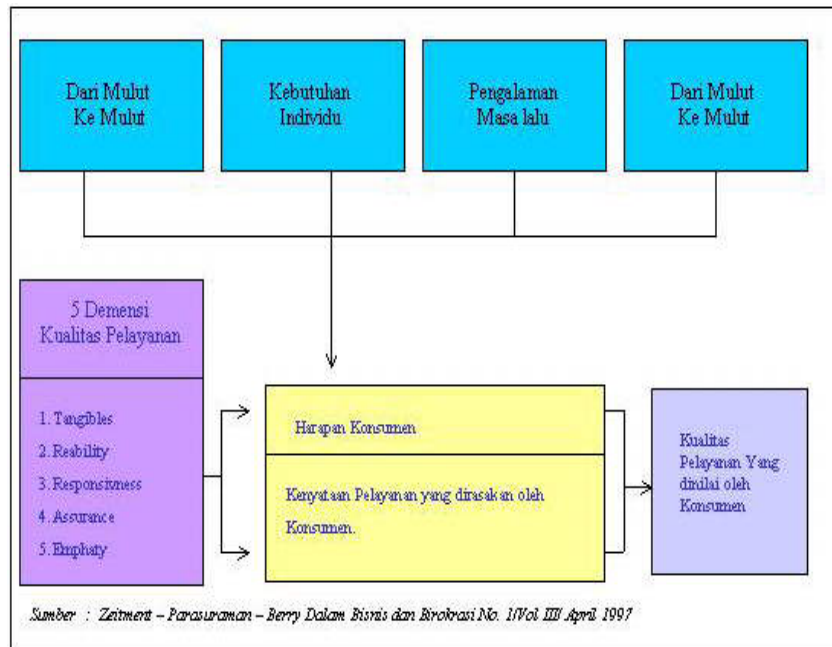 Dari Mulut
Ke Mulut
Kebutuhan
Individu
Pengalaman
Masa lalu
Dari Mulut
Ke Mulut
5 Demensi
Kualitas Pelayanan
1. Tangibles
2. Reability
3. Responsivness
4. Assurance
5. Emphaty
Harapan Konsumen
Kenyataan Pelayanan yang dirasakan oleh
Konsumen.
Kualitas
Pelayanan Yang
dinilai oleh
Konsumen
Sumber : Zeitment – Parasuraman – Berry Dalam Bisnis dan Birokrasi No. 1/Vol III/ April 1997